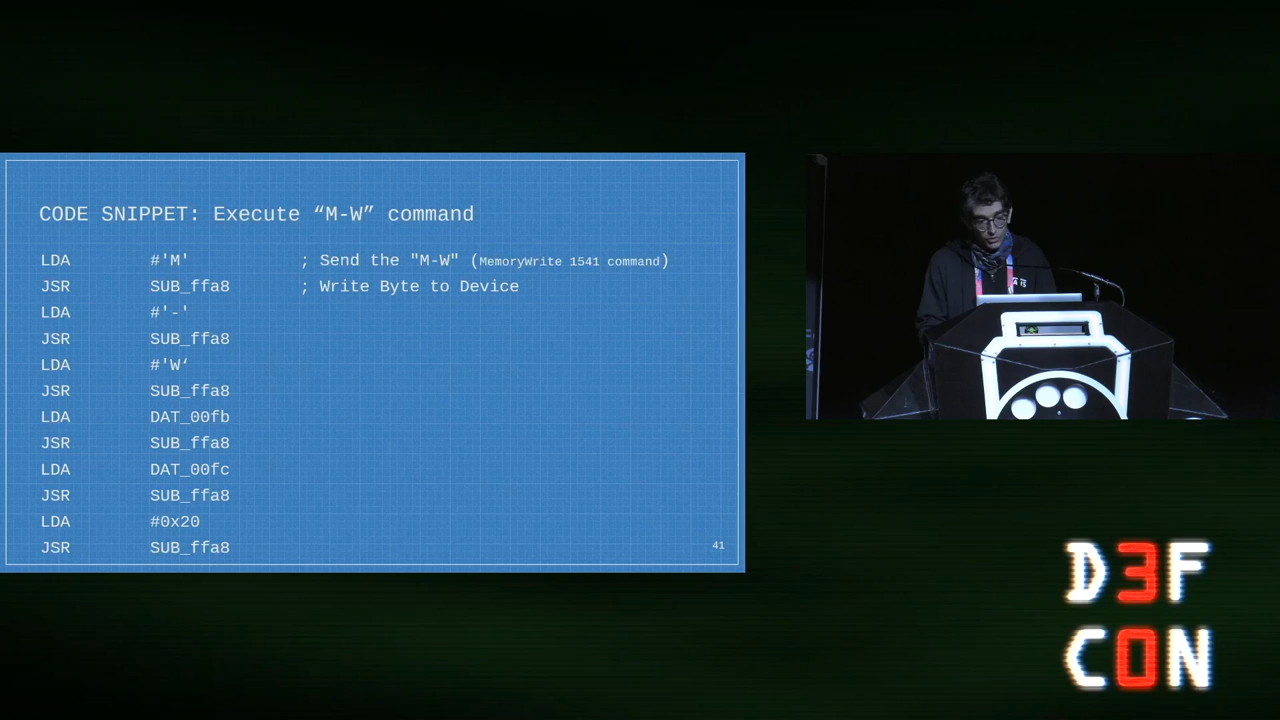 CODE SNIPPET: Execute “M-W” command
LDA #'M' ; Send the "M-W" (MemoryWrite 1541 command)
JSR SUB_ffa8 ; Write Byte to Device
LDA #'-'
JSR SUB_ffa8
LDA #'W‘
JSR SUB_ffa8
LDA DAT_00fb
JSR SUB_ffa8
LDA DAT_00fc
JSR SUB_ffa8
LDA #0x20
JSR SUB_ffa8
41
D3F
C0N